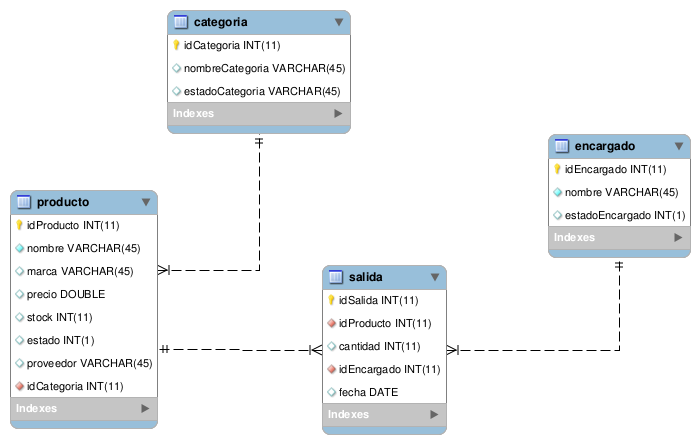 categoria
idCategoria INT(11)
nombreCategoria VARCHAR(45)
estadoCategoria VARCHAR(45)
Indexes
encargado
idEncargado INT(11)
nombre VARCHAR(45)
estadoEncargado INT(1)
Indexes
producto
idProducto INT(11)
nombre VARCHAR(45)
marca VARCHAR(45)
precio DOUBLE
stock INT(11)
estado INT(1)
proveedor VARCHAR(45)
idCategoria INT(11)
Indexes
salida
idSalida INT(11)
idProducto INT(11)
cantidad INT(11)
idEncargado INT(11)
fecha DATE
Indexes